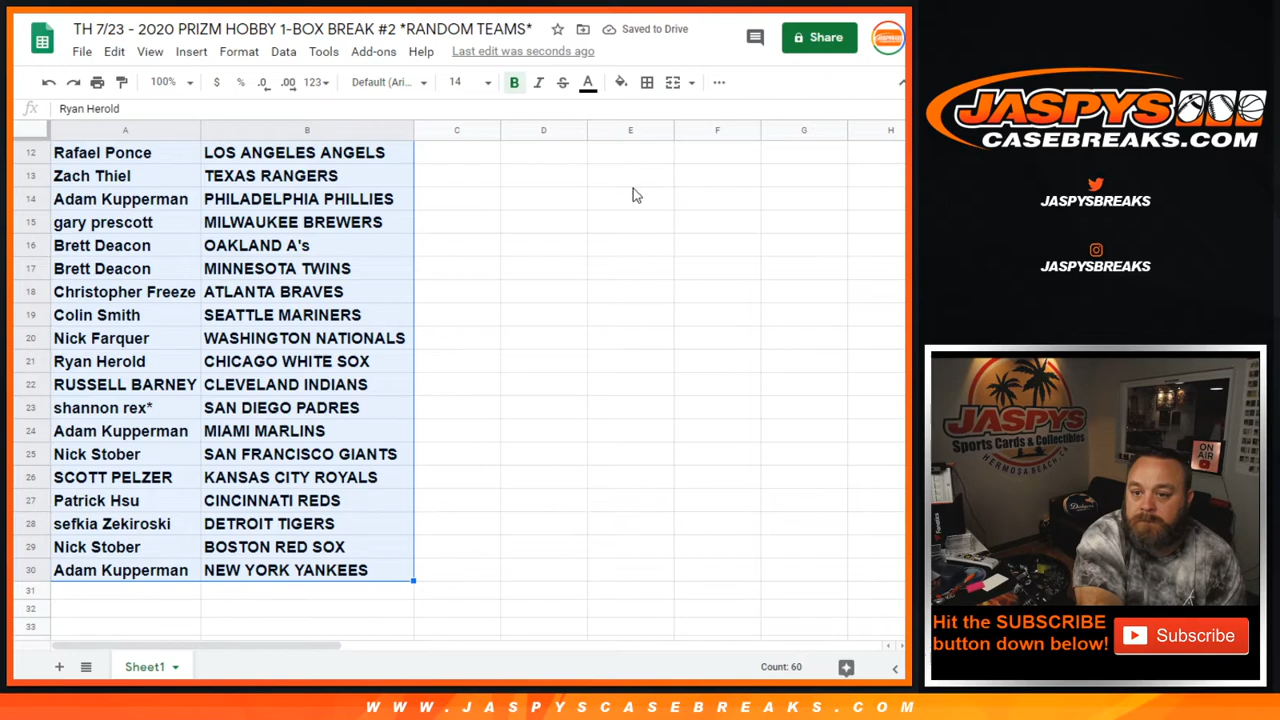 TH 7/23 - 2020 PRIZM HOBBY 1-BOX BREAK #2 *RANDOM TEAMS*
Saved to Drive
Share
File Edit View Insert Format Data Tools Add-ons Help Last edit was seconds ago
100% $ % .0 .00 123 Default (Ari... 14 B I S A
fx Ryan Herold
A B C D E F G H
12 Rafael Ponce LOS ANGELES ANGELS
13 Zach Thiel TEXAS RANGERS
14 Adam Kupperman PHILADELPHIA PHILLIES
15 gary prescott MILWAUKEE BREWERS
16 Brett Deacon OAKLAND A's
17 Brett Deacon MINNESOTA TWINS
18 Christopher Freeze ATLANTA BRAVES
19 Colin Smith SEATTLE MARINERS
20 Nick Farquer WASHINGTON NATIONALS
21 Ryan Herold CHICAGO WHITE SOX
22 RUSSELL BARNEY CLEVELAND INDIANS
23 shannon rex* SAN DIEGO PADRES
24 Adam Kupperman MIAMI MARLINS
25 Nick Stober SAN FRANCISCO GIANTS
26 SCOTT PELZER KANSAS CITY ROYALS
27 Patrick Hsu CINCINNATI REDS
28 sefkia Zekiroski DETROIT TIGERS
29 Nick Stober BOSTON RED SOX
30 Adam Kupperman NEW YORK YANKEES
31
32
33
Sheet1
Count: 60
JASPYS
CASEBREAKS.COM
JASPYSBREAKS
JASPYSBREAKS
JASPYS
Sports Cards & Collectibles
HERMOSA BEACH, CA
ON AIR
Dodgers
Hit the SUBSCRIBE
button down below!
Subscribe
WWW.JASPYSCASEBREAKS.COM